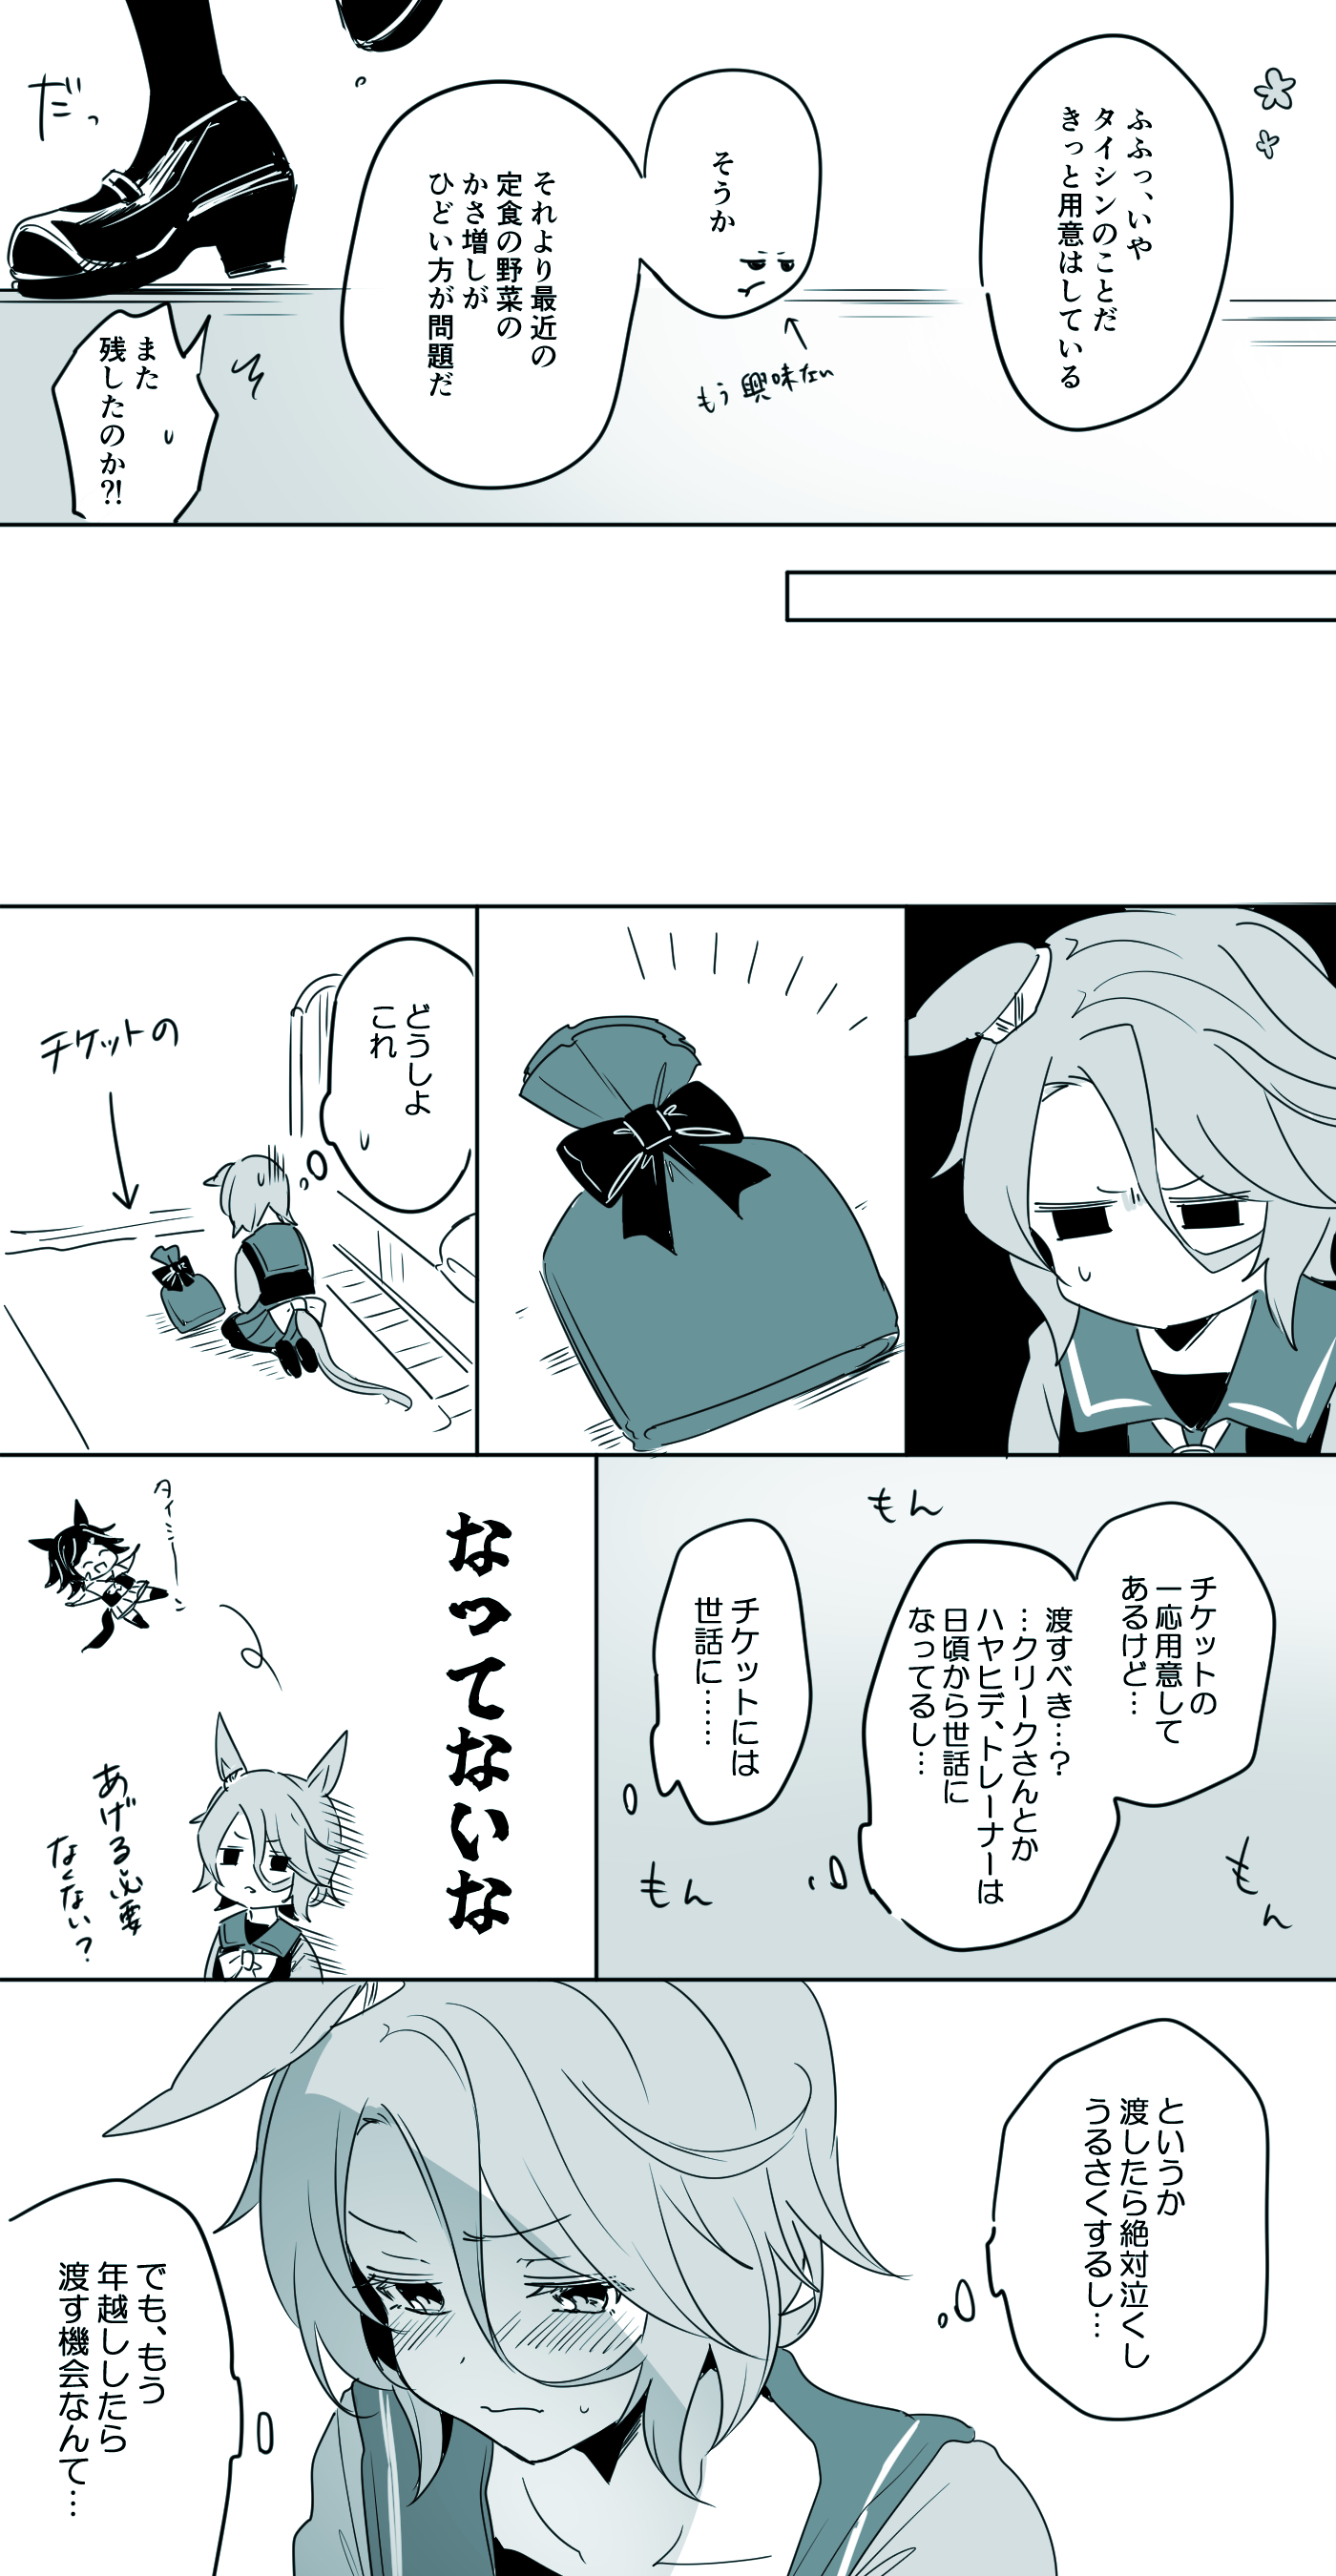 ふふっ、いや
タイシンのことだ
きっと用意はしている
そうか
もう興味ない
それより最近の
定食の野菜の
かさ増しが
ひどい方が問題だ
だっ
また
残したのか?!
どうしよ
これ
チケットの
チケットの
一応用意して
あるけど…
渡すべき…?
…クリークさんとか
ハヤヒデ、トレーナーは
日頃から世話に
なってるし…
もん
チケットには
世話に……
もん
もん
なってないな
タイシーン
あげる必要
なくない?
というか
渡したら絶対泣くし
うるさくするし…
でも、もう
年越ししたら
渡す機会なんて…